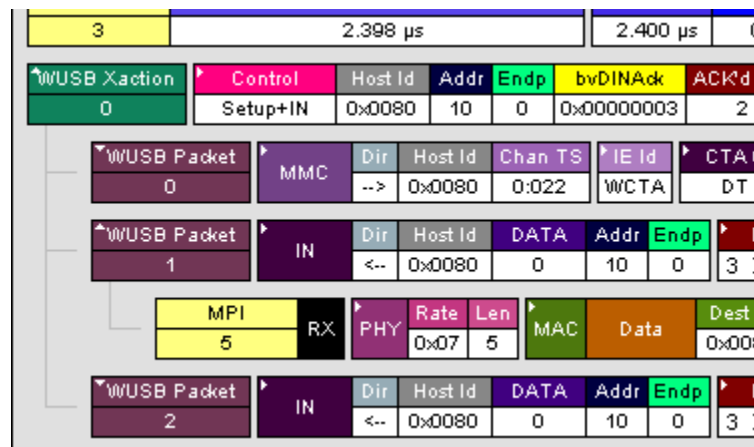 3 2.398 µs 2.400 µs
WUSB Xaction Control Host Id Addr Endp bvDINAck ACK'd
0 Setup+IN 0x0080 10 0 0x00000003 2
WUSB Packet MMC Dir Host Id Chan TS IE Id CTA
0 --> 0x0080 0:022 WCTA DT
WUSB Packet IN Dir Host Id DATA Addr Endp
1 <-- 0x0080 0 10 0 3
MPI RX PHY Rate Len MAC Data Dest
5 0x07 5 0x00
WUSB Packet IN Dir Host Id DATA Addr Endp
2 <-- 0x0080 0 10 0 3